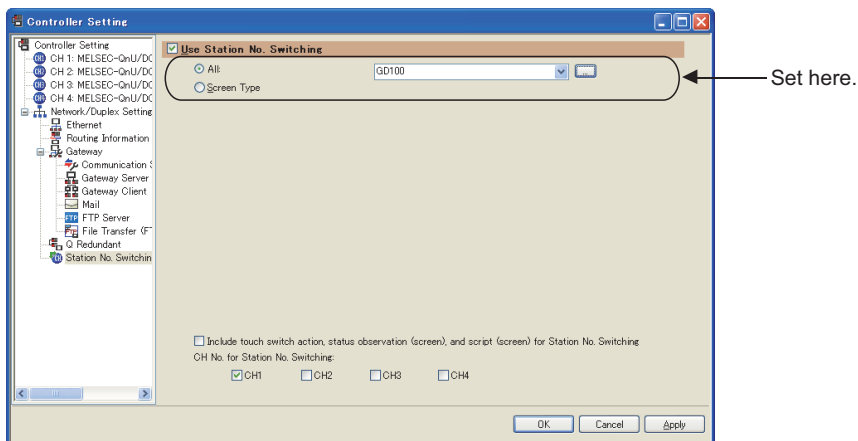 Controller Setting
Controller Setting
CH 1: MELSEC-QnU/DC
CH 2: MELSEC-QnU/DC
CH 3: MELSEC-QnU/DC
CH 4: MELSEC-QnU/DC
Network/Duplex Setting
Ethernet
Routing Information
Gateway
Communication S
Gateway Server
Gateway Client
Mail
FTP Server
File Transfer (FT
Q Redundant
Station No. Switchin
Use Station No. Switching
All: GD100 ...
Screen Type
Set here.
Include touch switch action, status observation (screen), and script (screen) for Station No. Switching
CH No. for Station No. Switching:
CH1 CH2 CH3 CH4
OK Cancel Apply